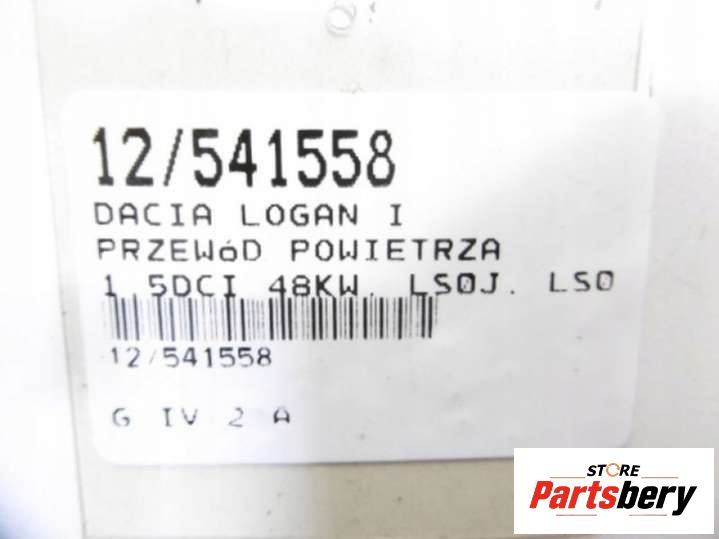 12/541558
DACIA LOGAN I
PRZEWóD POWIETRZA
1.5DCI 48KW. LS0J. LS0
12/541558
G IV 2 A
STORE
Partsbery